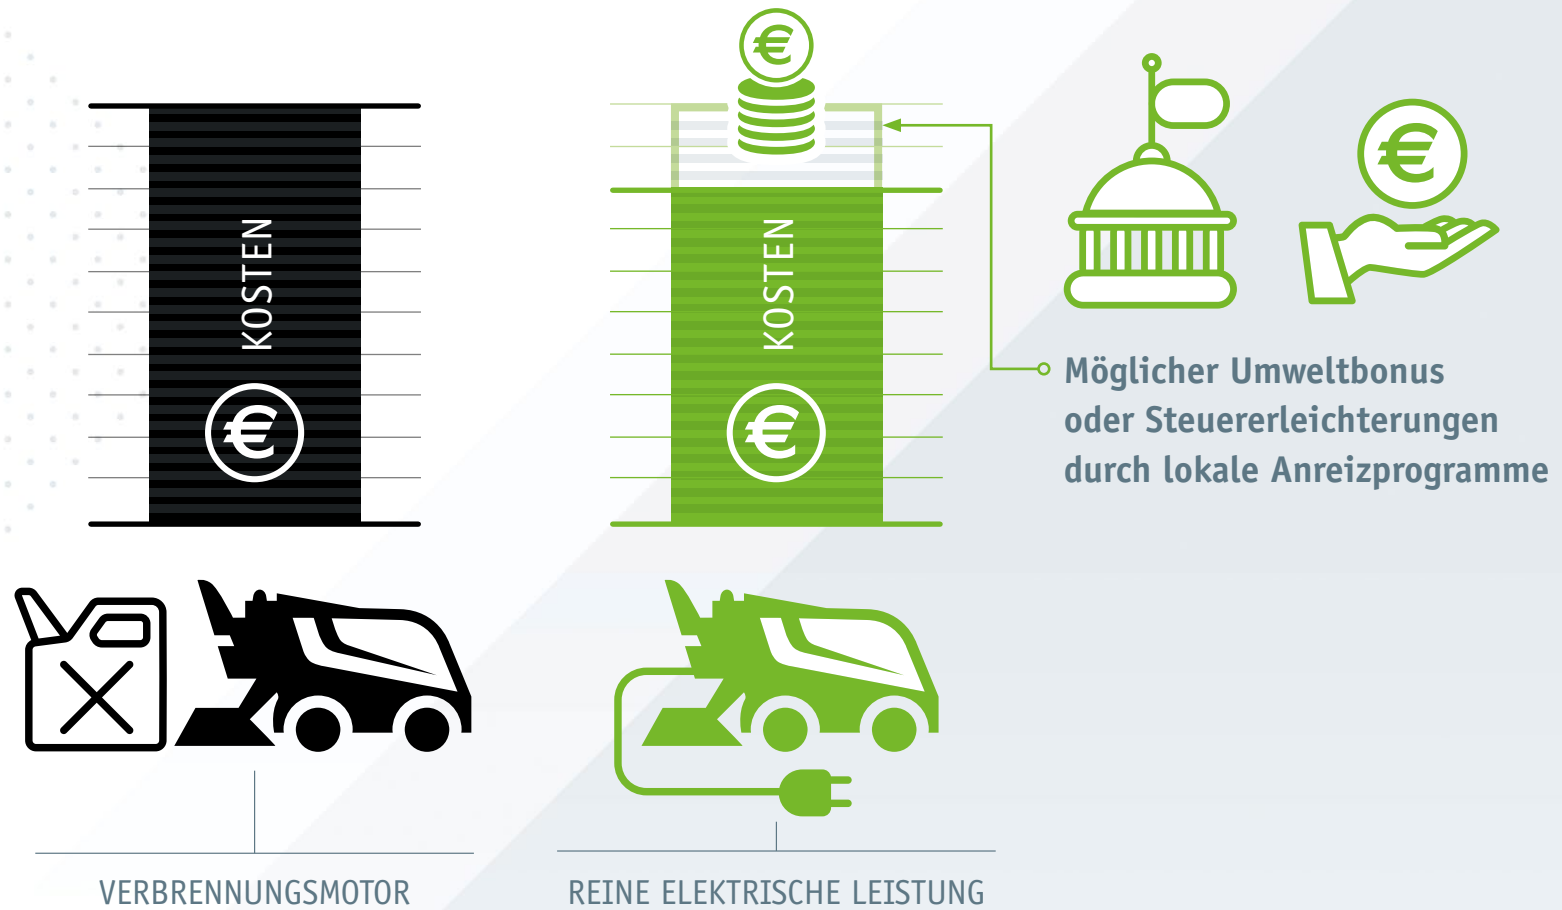 €
KOSTEN
€
KOSTEN
€
€
Möglicher Umweltbonus
oder Steuererleichterungen
durch lokale Anreizprogramme
VERBRENNUNGSMOTOR
REINE ELEKTRISCHE LEISTUNG